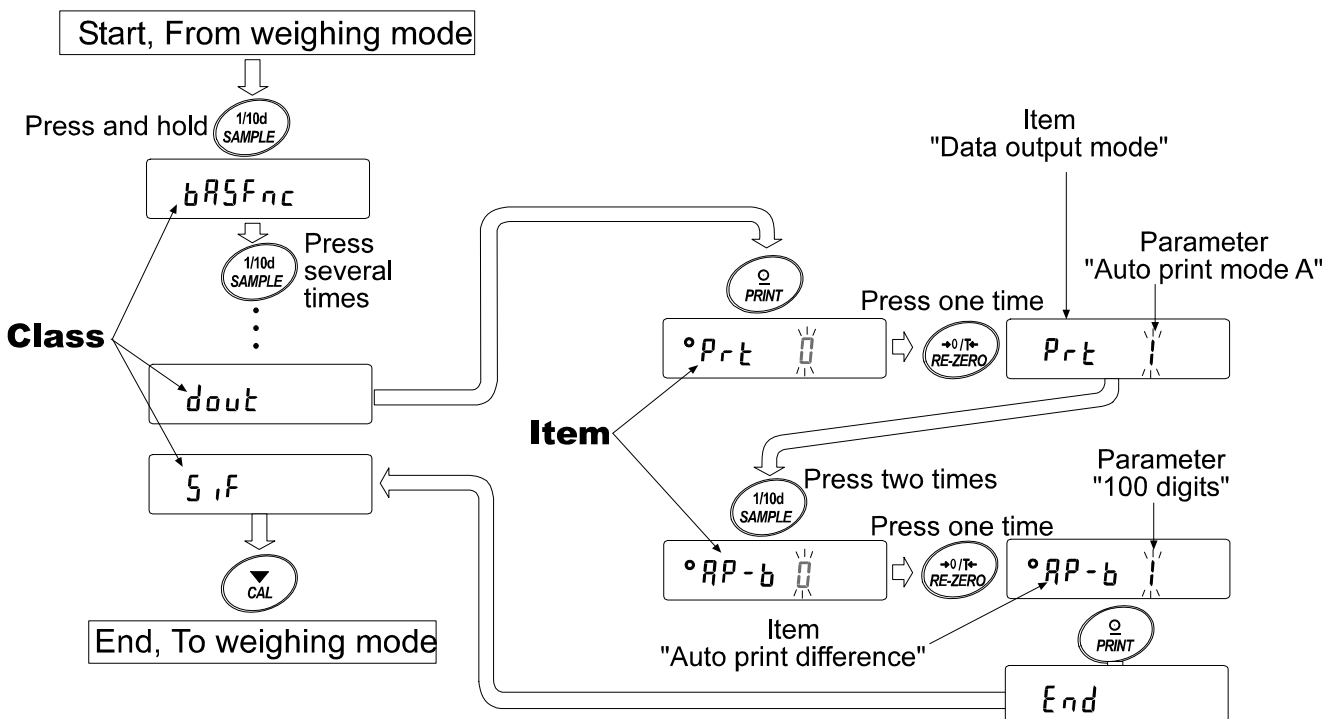 Start, From weighing mode
Press and hold
1/10d
SAMPLE
bASFnc
1/10d
SAMPLE
Press
several
times
Class
dout
SiF
CAL
End, To weighing mode
PRINT
Item
"Data output mode"
Parameter
"Auto print mode A"
Press one time
Prt 0
→0/T←
RE-ZERO
Prt 1
Item
1/10d
SAMPLE
Press two times
Parameter
"100 digits"
Press one time
AP-b 0
→0/T←
RE-ZERO
AP-b 1
Item
"Auto print difference"
PRINT
End